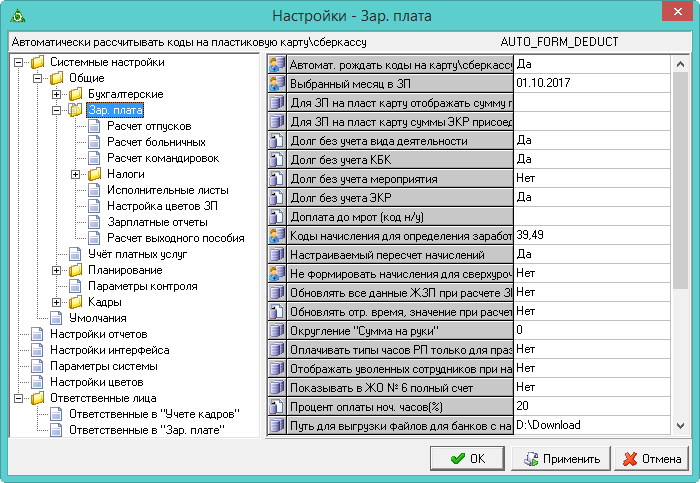 Настройки - Зар. плата
Автоматически рассчитывать коды на пластиковую карту\сберкассу AUTO_FORM_DEDUCT
Системные настройки
Общие
Бухгалтерские
Зар. плата
Расчет отпусков
Расчет больничных
Расчет командировок
Налоги
Исполнительные листы
Настройка цветов ЗП
Зарплатные отчеты
Расчет выходного пособия
Учёт платных услуг
Планирование
Параметры контроля
Кадры
Умолчания
Настройки отчетов
Настройки интерфейса
Параметры системы
Настройки цветов
Ответственные лица
Ответственные в "Учете кадров"
Ответственные в "Зар. плате"
Автомат. рождать коды на карту\сберкассу Да
Выбранный месяц в ЗП 01.10.2017
Для ЗП на пласт карту отображать сумму г
Для ЗП на пласт карту суммы ЭКР присоед
Долг без учета вида деятельности Да
Долг без учета КБК Да
Долг без учета мероприятия Нет
Долг без учета ЭКР Да
Доплата до мрот (код н/у)
Коды начисления для определения заработ 39,49
Настраиваемый пересчет начислений Да
Не формировать начисления для сверхуроч Нет
Обновлять все данные ЖЗП при расчете З Нет
Обновлять отр. время, значение при расчет Нет
Округление "Сумма на руки" 0
Оплачивать типы часов РП только для праз Нет
Отображать уволенных сотрудников при на Нет
Показывать в ЖО № 6 полный счет Нет
Процент оплаты ноч. часов(%) 20
Путь для выгрузки файлов для банков с на D:\Download
OK
Применить
Отмена